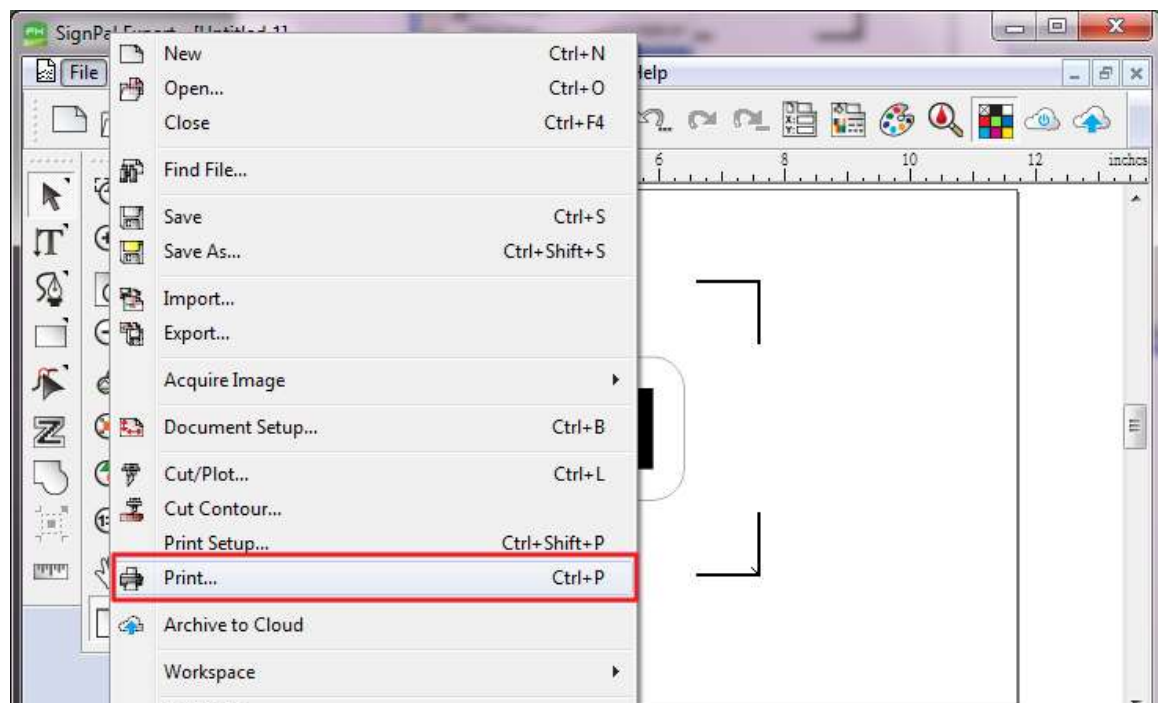 SignPal Expert - [Untitled 1]
File
Help
New Ctrl+N
Open... Ctrl+O
Close Ctrl+F4
Find File...
Save Ctrl+S
Save As... Ctrl+Shift+S
Import...
Export...
Acquire Image
Document Setup... Ctrl+B
Cut/Plot... Ctrl+L
Cut Contour...
Print Setup... Ctrl+Shift+P
Print... Ctrl+P
Archive to Cloud
Workspace
6 8 10 12 inches
X:
Y: